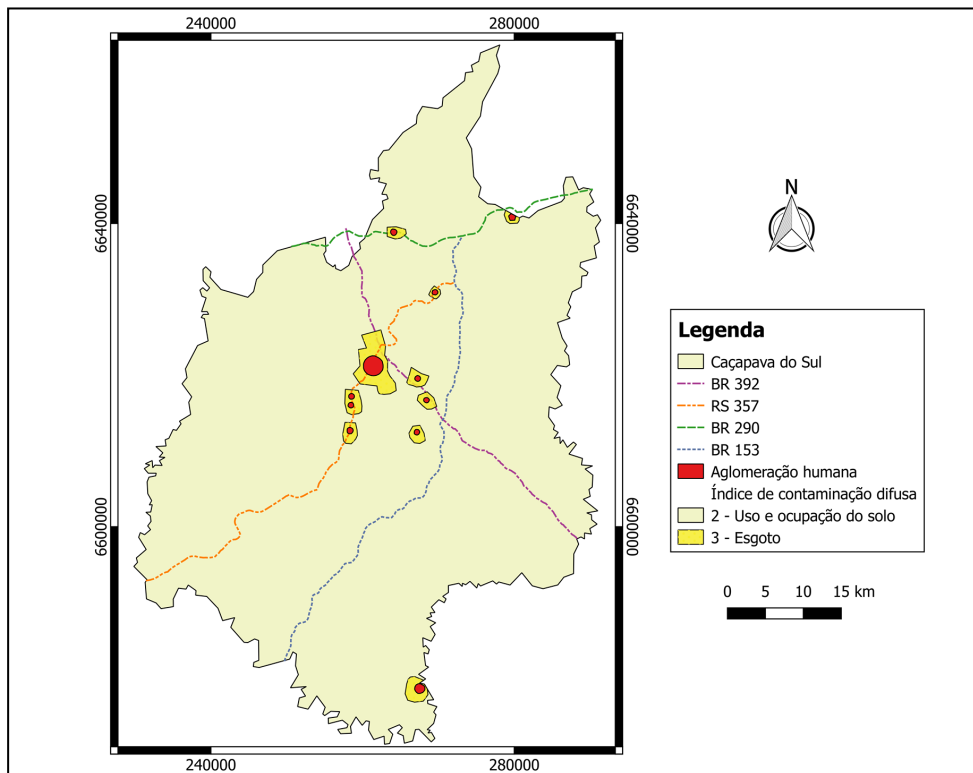 240000 280000
6640000 6640000
6600000 6600000
240000 280000
N
Legenda
Caçapava do Sul
BR 392
RS 357
BR 290
BR 153
Aglomeração humana
Índice de contaminação difusa
2 - Uso e ocupação do solo
3 - Esgoto
0 5 10 15 km